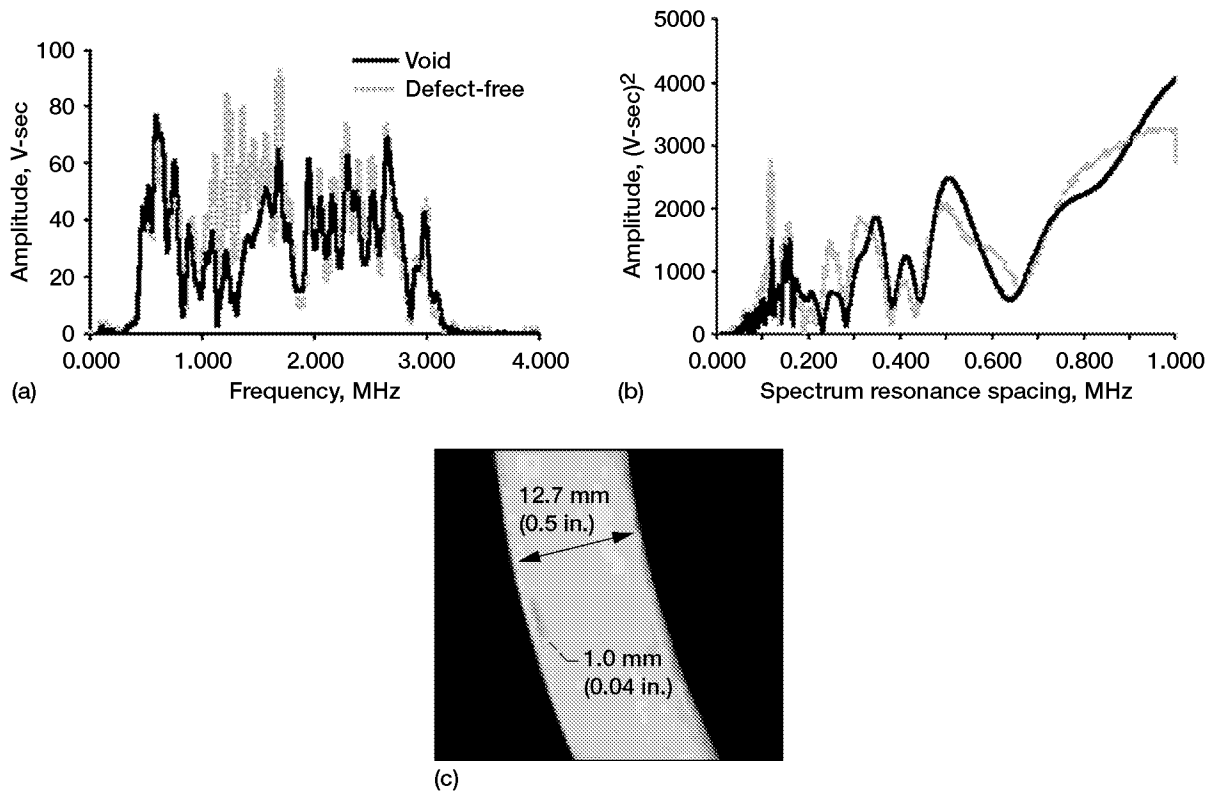 100
80
60
40
20
0
Amplitude, V-sec
Void
Defect-free
0.000 1.000 2.000 3.000 4.000
Frequency, MHz
(a)
5000
4000
3000
2000
1000
0
Amplitude, (V-sec)2
0.000 0.200 0.400 0.600 0.800 1.000
Spectrum resonance spacing, MHz
(b)
12.7 mm
(0.5 in.)
1.0 mm
(0.04 in.)
(c)